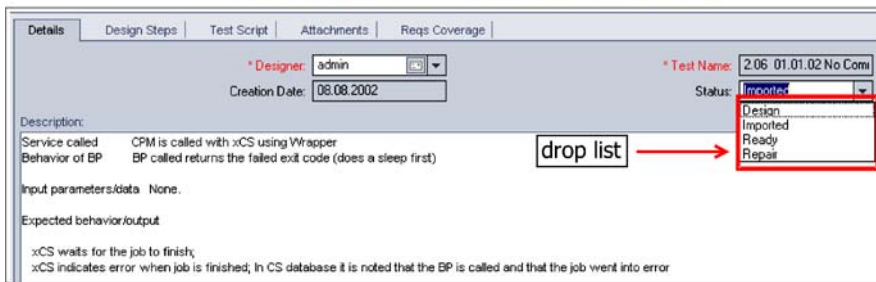 Details Design Steps Test Script Attachments Reqs Coverage
* Designer: admin * Test Name: 2.06 01.01.02 No Com
Creation Date: 08.08.2002 Status: Imported
Design
Imported
Ready
Repair
drop list
Description:
Service called CPM is called with xCS using Wrapper
Behavior of BP BP called returns the failed exit code (does a sleep first)
Input parameters/data None.
Expected behavior/output
xCS waits for the job to finish;
xCS indicates error when job is finished; In CS database it is noted that the BP is called and that the job went into error